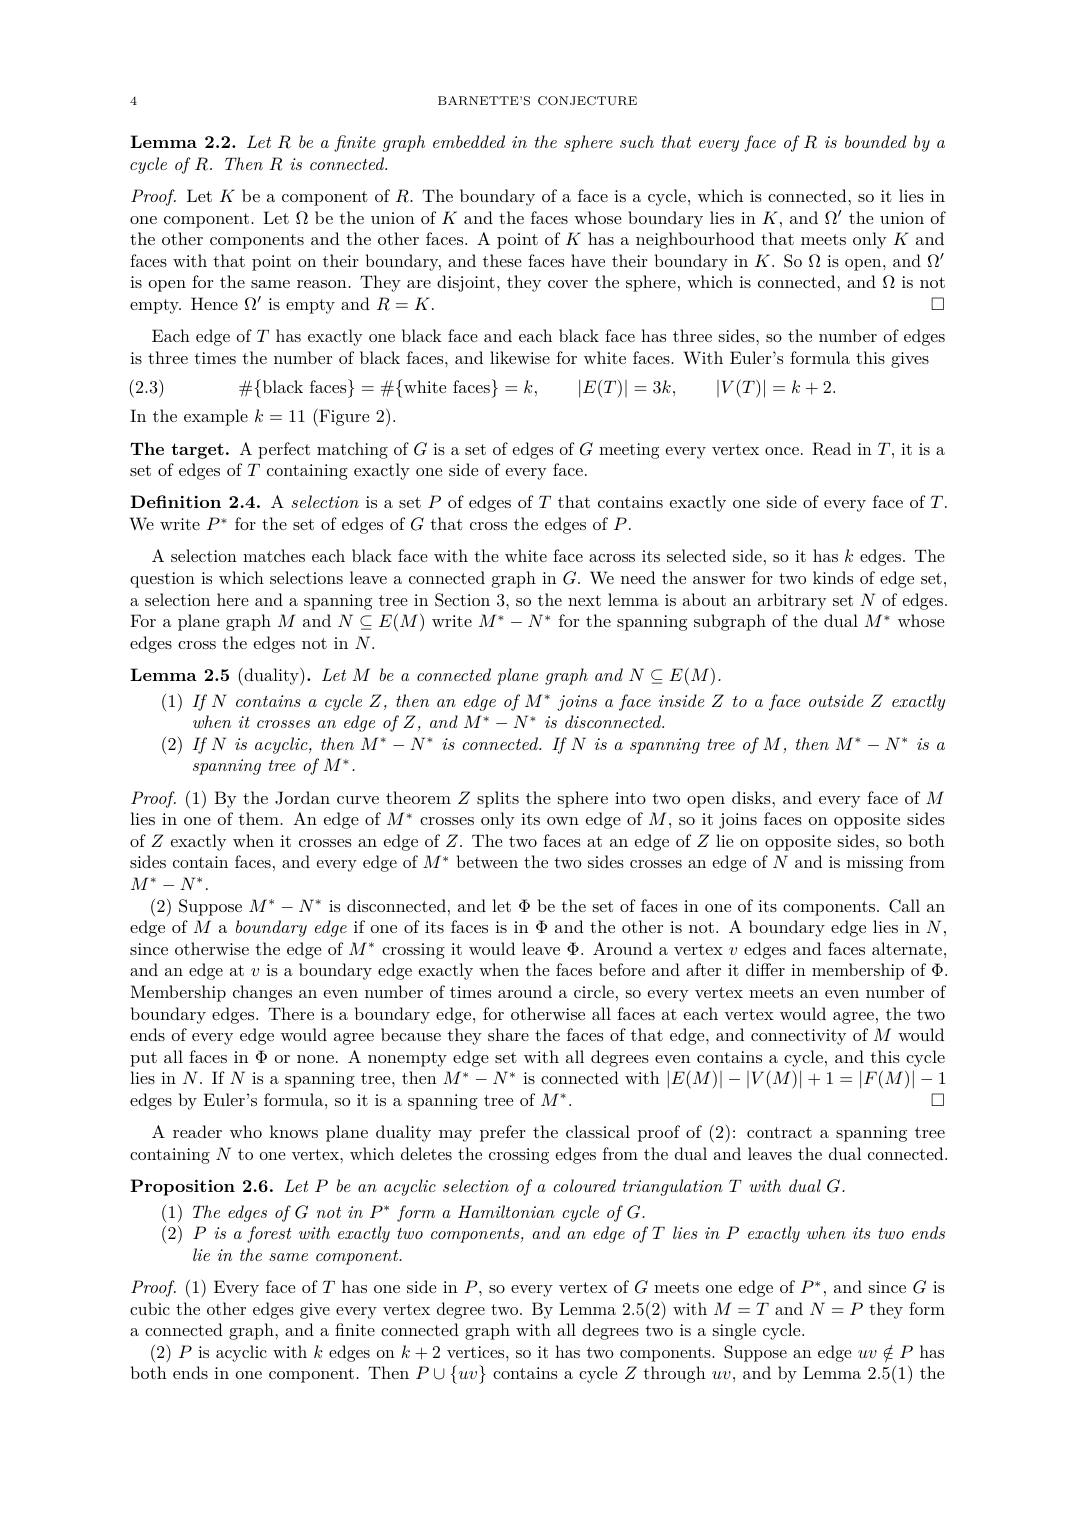 4 BARNETTE'S CONJECTURE
Lemma 2.2. Let R be a finite graph embedded in the sphere such that every face of R is bounded by a
cycle of R. Then R is connected.
Proof. Let K be a component of R. The boundary of a face is a cycle, which is connected, so it lies in
one component. Let Ω be the union of K and the faces whose boundary lies in K, and Ω′ the union of
the other components and the other faces. A point of K has a neighbourhood that meets only K and
faces with that point on their boundary, and these faces have their boundary in K. So Ω is open, and Ω′
is open for the same reason. They are disjoint, they cover the sphere, which is connected, and Ω is not
empty. Hence Ω′ is empty and R = K. □
Each edge of T has exactly one black face and each black face has three sides, so the number of edges
is three times the number of black faces, and likewise for white faces. With Euler's formula this gives
(2.3) #{black faces} = #{white faces} = k, |E(T)| = 3k, |V(T)| = k + 2.
In the example k = 11 (Figure 2).
The target. A perfect matching of G is a set of edges of G meeting every vertex once. Read in T, it is a
set of edges of T containing exactly one side of every face.
Definition 2.4. A selection is a set P of edges of T that contains exactly one side of every face of T.
We write P* for the set of edges of G that cross the edges of P.
A selection matches each black face with the white face across its selected side, so it has k edges. The
question is which selections leave a connected graph in G. We need the answer for two kinds of edge set,
a selection here and a spanning tree in Section 3, so the next lemma is about an arbitrary set N of edges.
For a plane graph M and N ⊆ E(M) write M* − N* for the spanning subgraph of the dual M* whose
edges cross the edges not in N.
Lemma 2.5 (duality). Let M be a connected plane graph and N ⊆ E(M).
(1) If N contains a cycle Z, then an edge of M* joins a face inside Z to a face outside Z exactly
when it crosses an edge of Z, and M* − N* is disconnected.
(2) If N is acyclic, then M* − N* is connected. If N is a spanning tree of M, then M* − N* is a
spanning tree of M*.
Proof. (1) By the Jordan curve theorem Z splits the sphere into two open disks, and every face of M
lies in one of them. An edge of M* crosses only its own edge of M, so it joins faces on opposite sides
of Z exactly when it crosses an edge of Z. The two faces at an edge of Z lie on opposite sides, so both
sides contain faces, and every edge of M* between the two sides crosses an edge of N and is missing from
M* − N*.
(2) Suppose M* − N* is disconnected, and let Φ be the set of faces in one of its components. Call an
edge of M a boundary edge if one of its faces is in Φ and the other is not. A boundary edge lies in N,
since otherwise the edge of M* crossing it would leave Φ. Around a vertex v edges and faces alternate,
and an edge at v is a boundary edge exactly when the faces before and after it differ in membership of Φ.
Membership changes an even number of times around a circle, so every vertex meets an even number of
boundary edges. There is a boundary edge, for otherwise all faces at each vertex would agree, the two
ends of every edge would agree because they share the faces of that edge, and connectivity of M would
put all faces in Φ or none. A nonempty edge set with all degrees even contains a cycle, and this cycle
lies in N. If N is a spanning tree, then M* − N* is connected with |E(M)| − |V(M)| + 1 = |F(M)| − 1
edges by Euler's formula, so it is a spanning tree of M*. □
A reader who knows plane duality may prefer the classical proof of (2): contract a spanning tree
containing N to one vertex, which deletes the crossing edges from the dual and leaves the dual connected.
Proposition 2.6. Let P be an acyclic selection of a coloured triangulation T with dual G.
(1) The edges of G not in P* form a Hamiltonian cycle of G.
(2) P is a forest with exactly two components, and an edge of T lies in P exactly when its two ends
lie in the same component.
Proof. (1) Every face of T has one side in P, so every vertex of G meets one edge of P*, and since G is
cubic the other edges give every vertex degree two. By Lemma 2.5(2) with M = T and N = P they form
a connected graph, and a finite connected graph with all degrees two is a single cycle.
(2) P is acyclic with k edges on k + 2 vertices, so it has two components. Suppose an edge uv ∉ P has
both ends in one component. Then P ∪ {uv} contains a cycle Z through uv, and by Lemma 2.5(1) the